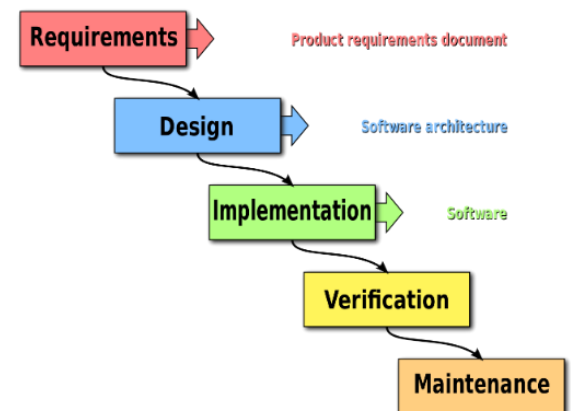 Requirements
Product requirements document
Design
Software architecture
Implementation
Software
Verification
Maintenance